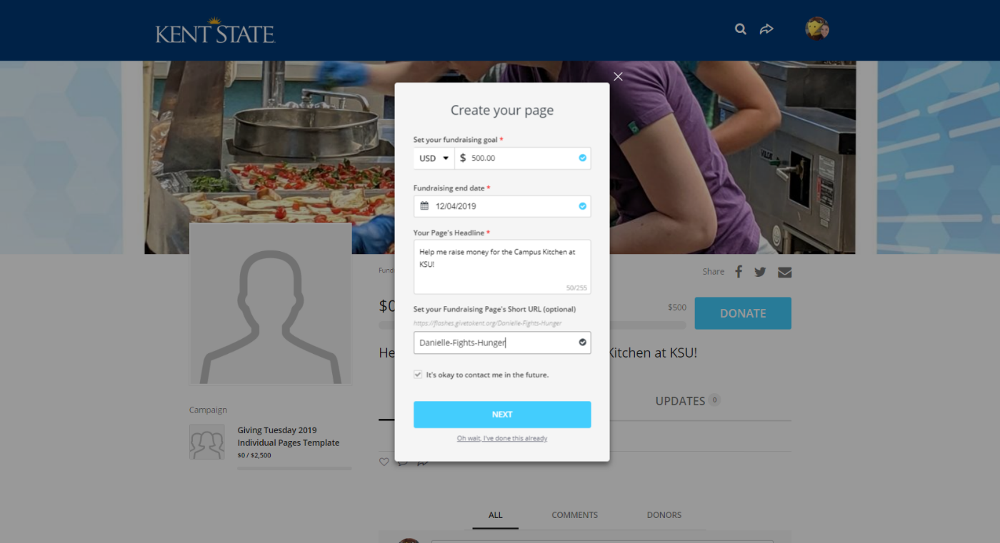 KENT STATE
Create your page
Set your fundraising goal *
USD $ 500.00
Fundraising end date *
12/04/2019
Your Page's Headline *
Help me raise money for the Campus Kitchen at
KSU!
50/255
Set your Fundraising Page's Short URL (optional)
https://flashes.givetokent.org/Danielle-Fights-Hunger
Danielle-Fights-Hunger
It's okay to contact me in the future.
NEXT
Oh wait, I've done this already
Fund
Share
$0
$500
DONATE
He
Kitchen at KSU!
UPDATES 0
Campaign
Giving Tuesday 2019
Individual Pages Template
$0 / $2,500
ALL COMMENTS DONORS